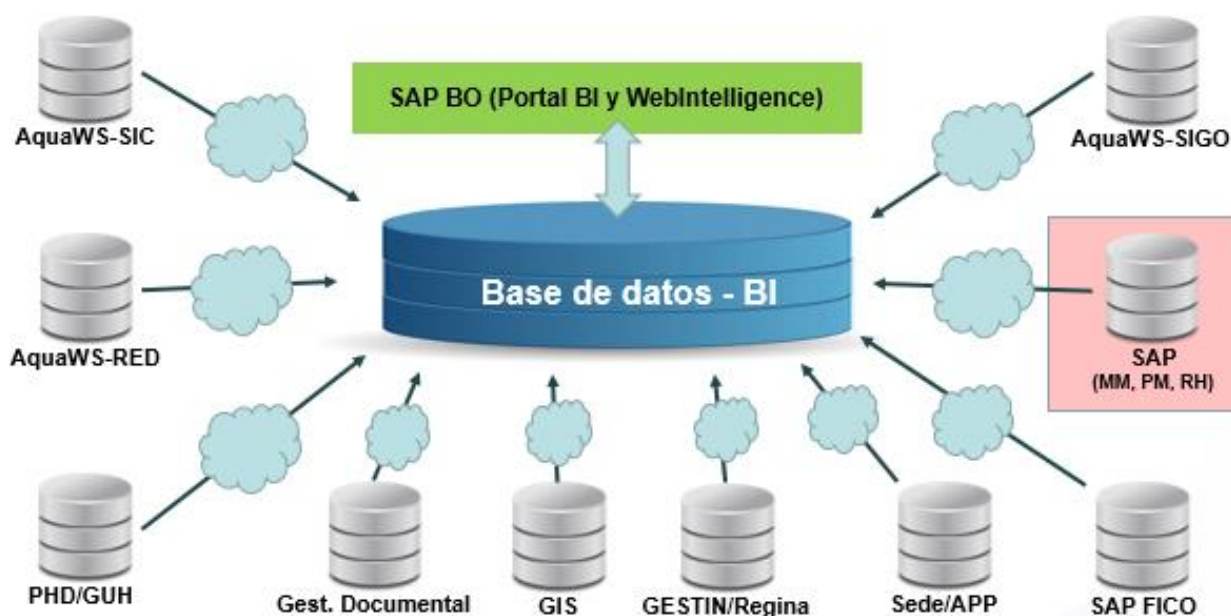 SAP BO (Portal BI y WebIntelligence)
AquaWS-SIC
AquaWS-SIGO
Base de datos - BI
AquaWS-RED
SAP
(MM, PM, RH)
PHD/GUH
Gest. Documental
GIS
GESTIN/Regina
Sede/APP
SAP FICO